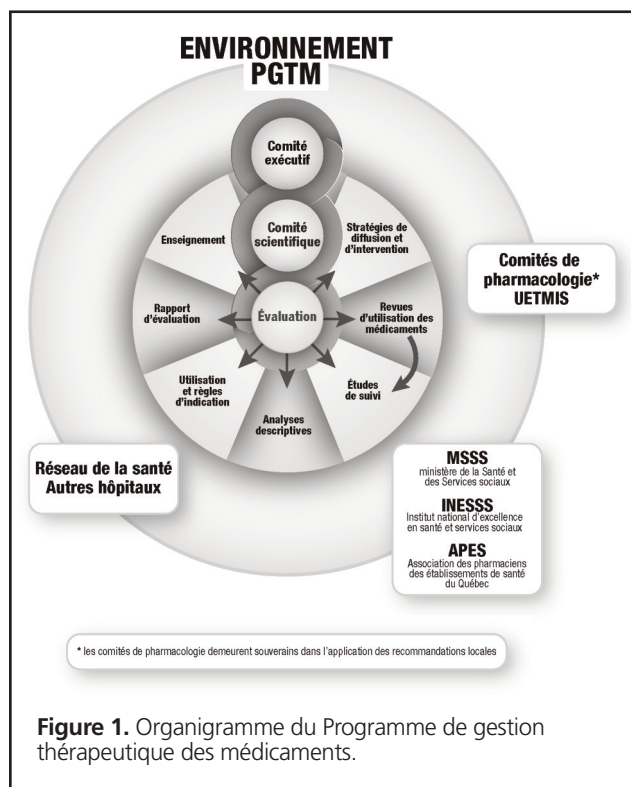 ENVIRONNEMENT
PGTM
Comité
exécutif
Comité
scientifique
Enseignement
Stratégies de
diffusion et
d'intervention
Rapport
d'évaluation
Évaluation
Revues
d'utilisation des
médicaments
Utilisation
et règles
d'indication
Analyses
descriptives
Études
de suivi
Comités de
pharmacologie*
UETMIS
Réseau de la santé
Autres hôpitaux
MSSS
ministère de la Santé et
des Services sociaux
INESSS
Institut national d'excellence
en santé et services sociaux
APES
Association des pharmaciens
des établissements de santé
du Québec
* les comités de pharmacologie demeurent souverains dans l'application des recommandations locales
Figure 1. Organigramme du Programme de gestion
thérapeutique des médicaments.